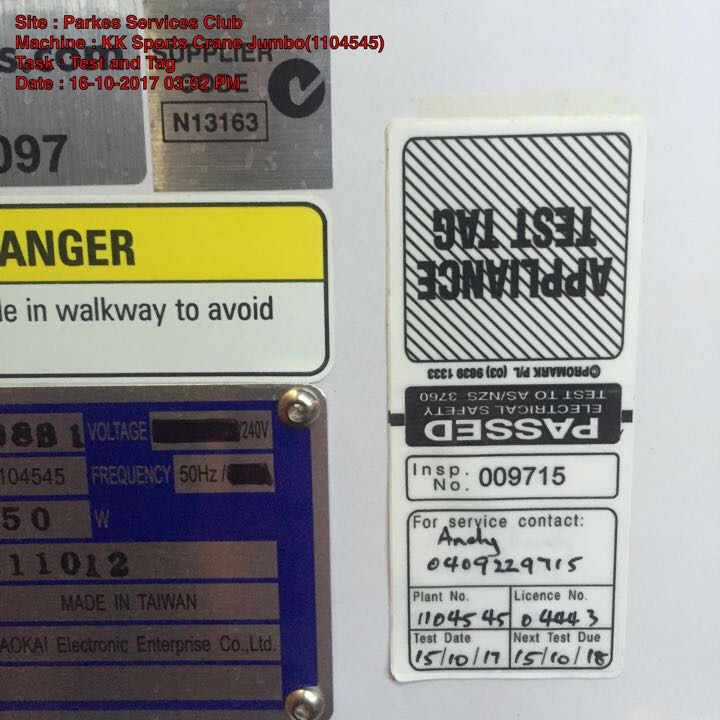 Site : Parkes Services Club
Machine : KK Sports Crane Jumbo(1104545)
Task : Test and Tag
Date : 16-10-2017 03:52 PM
s.com
SUPPLIER
CODE
N13163
097
ANGER
le in walkway to avoid
VOLTAGE /240V
104545 FREQUENCY 50Hz/
50 W
11012
MADE IN TAIWAN
AOKAI Electronic Enterprise Co.,Ltd.
APPLIANCE
TEST TAG
©PROMARK P/L (03) 9639 1333
PASSED
ELECTRICAL SAFETY
TEST TO AS/NZS 3760
Insp. No. 009715
For service contact:
Andy
0409229715
Plant No. Licence No.
1104545 04443
Test Date Next Test Due
15/10/17 15/10/18